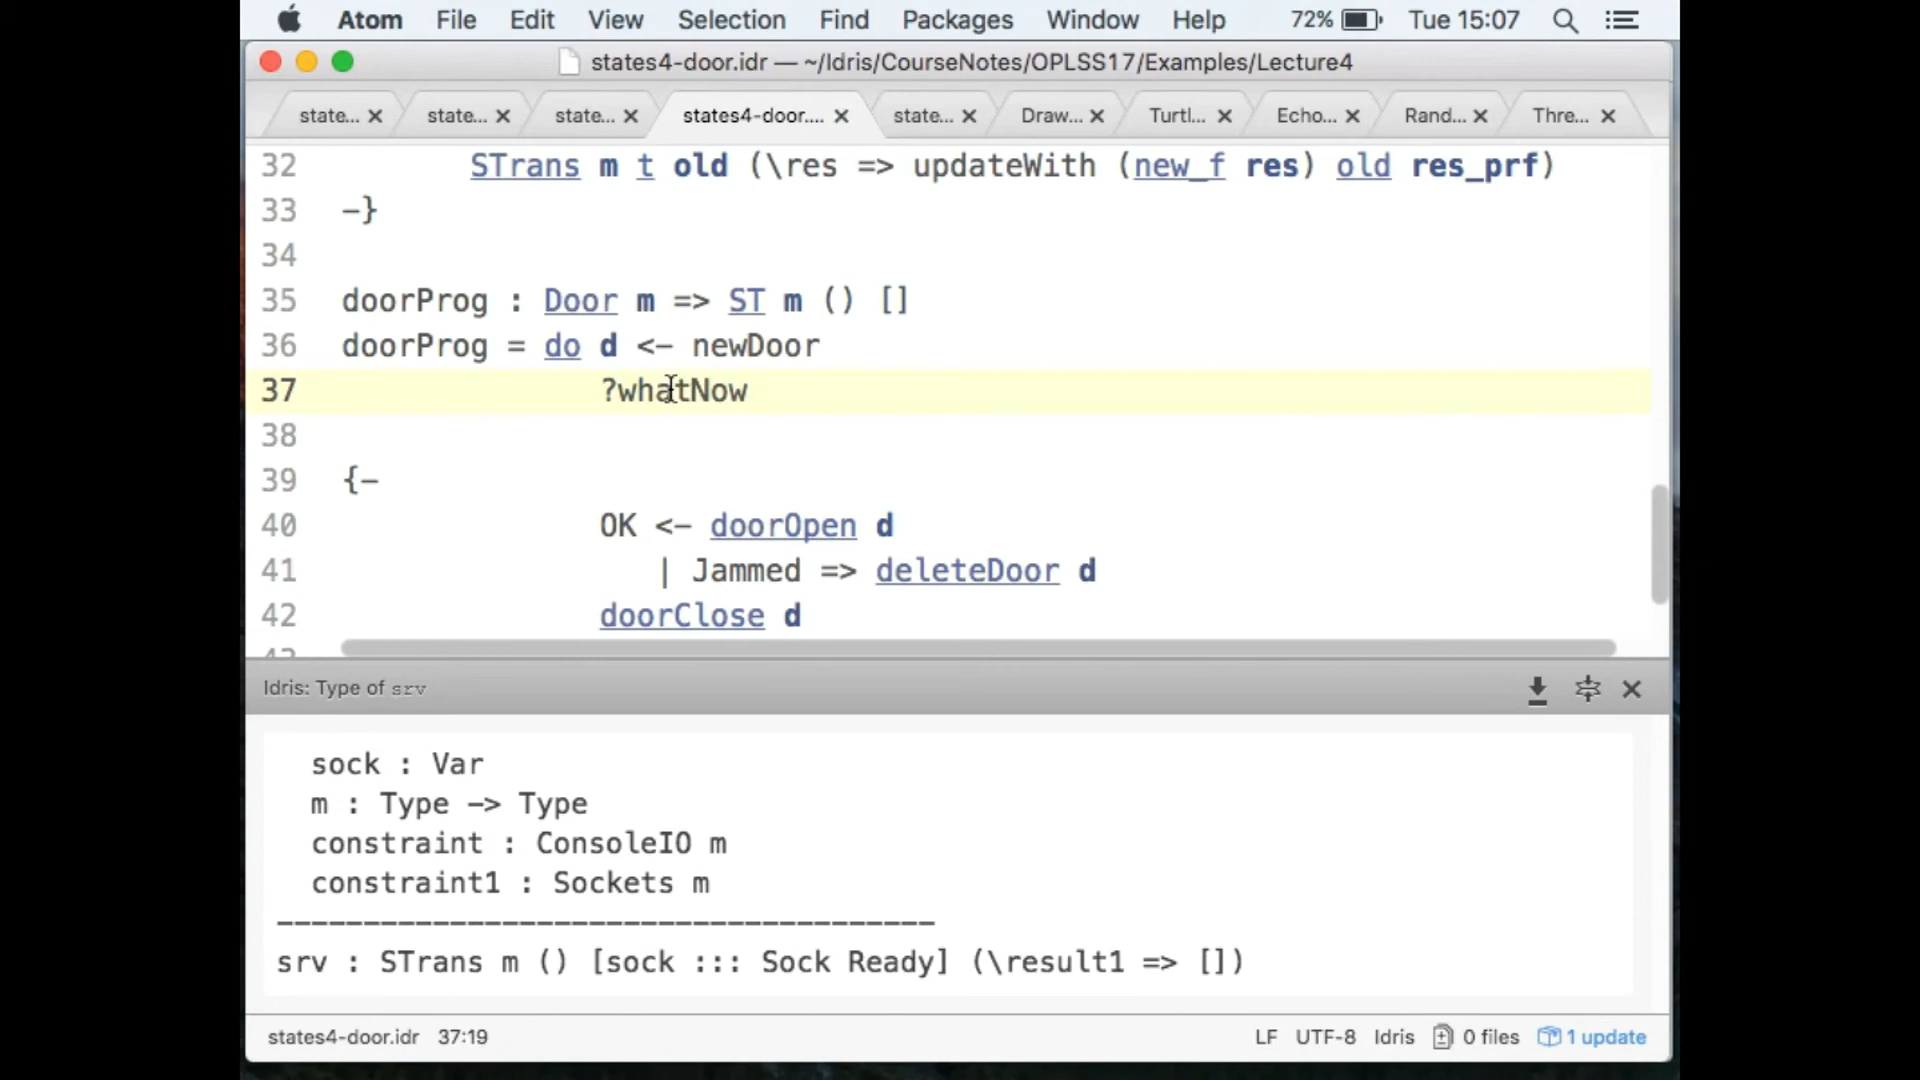 Atom File Edit View Selection Find Packages Window Help 72% Tue 15:07
states4-door.idr — ~/Idris/CourseNotes/OPLSS17/Examples/Lecture4
state... state... state... states4-door.... state... Draw... Turtl... Echo... Rand... Thre...
32 STrans m t old (\res => updateWith (new_f res) old res_prf)
33 -}
34
35 doorProg : Door m => ST m () []
36 doorProg = do d <- newDoor
37 ?whatNow
38
39 {-
40 OK <- doorOpen d
41 | Jammed => deleteDoor d
42 doorClose d
43
Idris: Type of srv
sock : Var
m : Type -> Type
constraint : ConsoleIO m
constraint1 : Sockets m
--------------------------------------
srv : STrans m () [sock ::: Sock Ready] (\result1 => [])
states4-door.idr 37:19 LF UTF-8 Idris 0 files 1 update